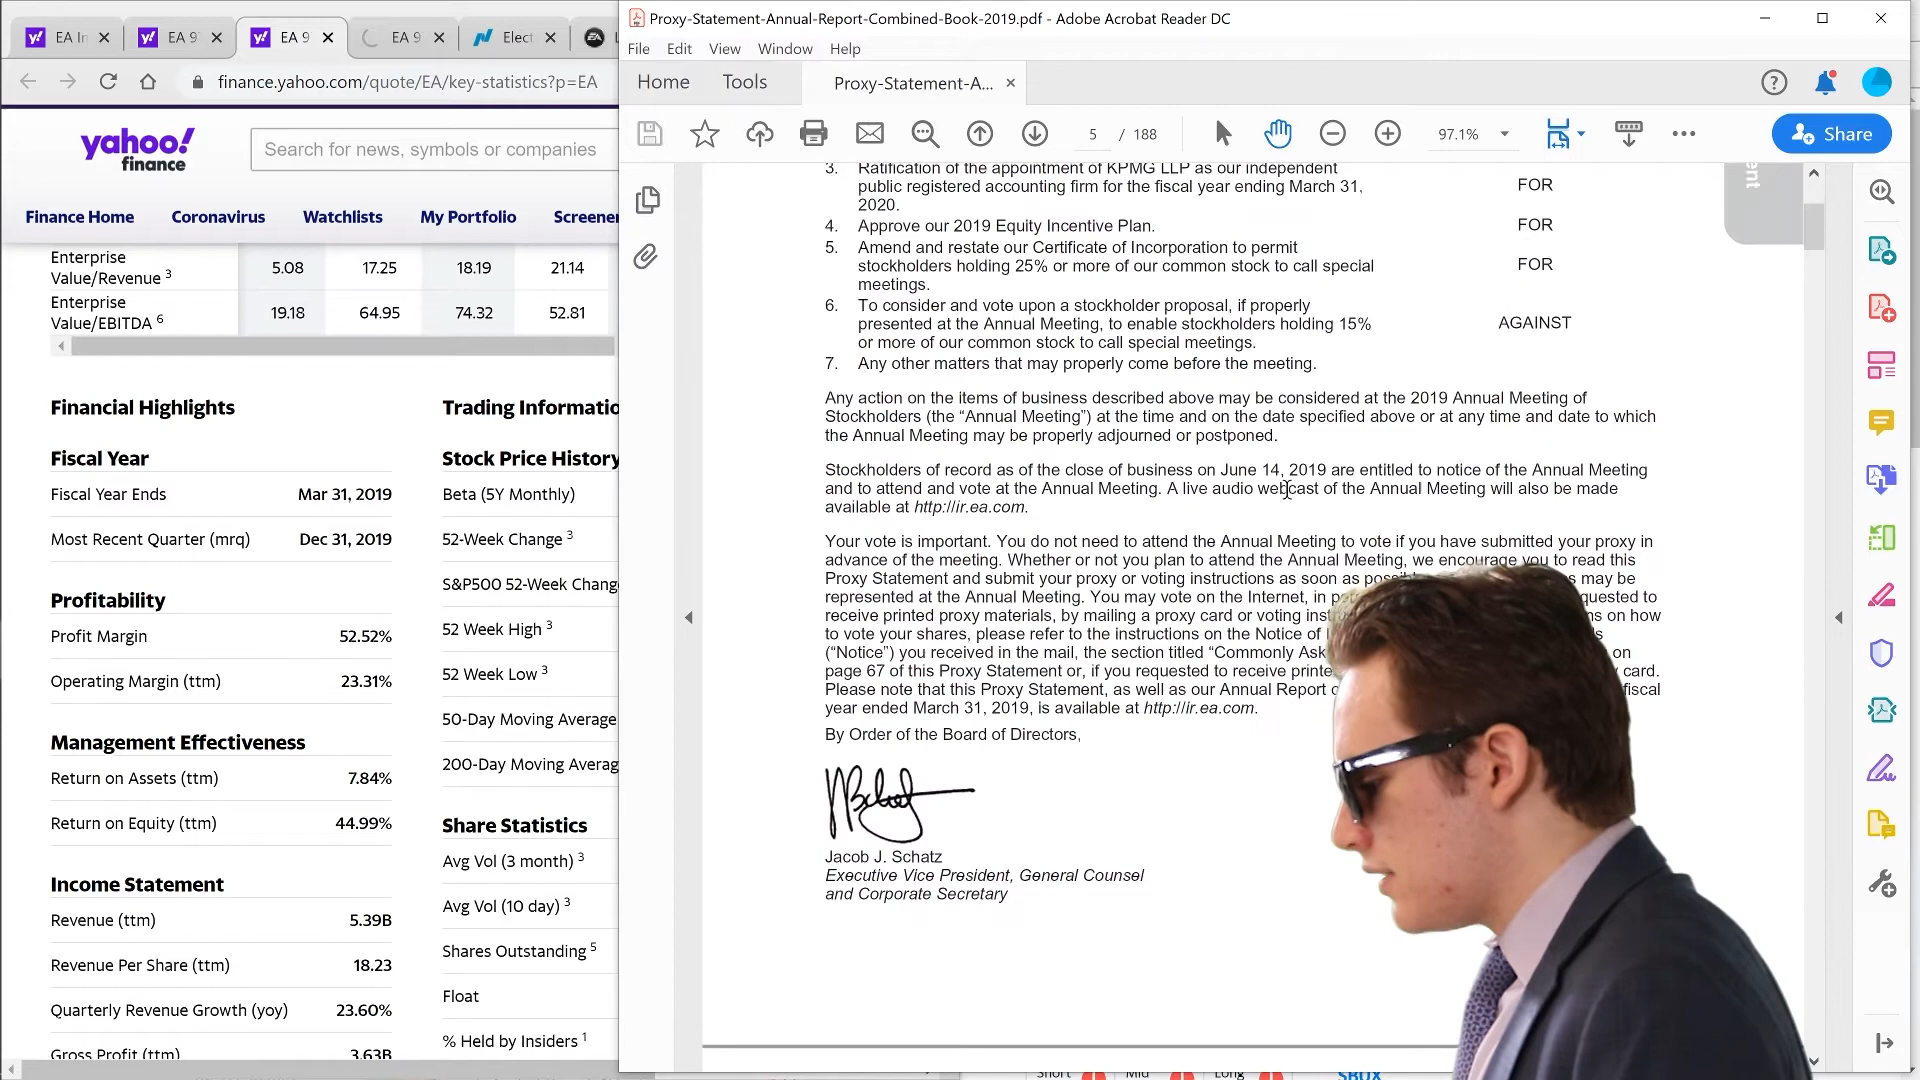 EA In
EA 9
EA 9
EA 9
Elect
finance.yahoo.com/quote/EA/key-statistics?p=EA
yahoo!
finance
Search for news, symbols or companies
Finance Home Coronavirus Watchlists My Portfolio Screener
Enterprise
Value/Revenue 3 5.08 17.25 18.19 21.14
Enterprise
Value/EBITDA 6 19.18 64.95 74.32 52.81
Financial Highlights
Fiscal Year
Fiscal Year Ends Mar 31, 2019
Most Recent Quarter (mrq) Dec 31, 2019
Profitability
Profit Margin 52.52%
Operating Margin (ttm) 23.31%
Management Effectiveness
Return on Assets (ttm) 7.84%
Return on Equity (ttm) 44.99%
Income Statement
Revenue (ttm) 5.39B
Revenue Per Share (ttm) 18.23
Quarterly Revenue Growth (yoy) 23.60%
Gross Profit (ttm) 3.63B
Trading Informatio
Stock Price History
Beta (5Y Monthly)
52-Week Change 3
S&P500 52-Week Change
52 Week High 3
52 Week Low 3
50-Day Moving Average
200-Day Moving Averag
Share Statistics
Avg Vol (3 month) 3
Avg Vol (10 day) 3
Shares Outstanding 5
Float
% Held by Insiders 1
Proxy-Statement-Annual-Report-Combined-Book-2019.pdf - Adobe Acrobat Reader DC
File Edit View Window Help
Home Tools Proxy-Statement-A...
5 / 188 97.1% Share
3. Ratification of the appointment of KPMG LLP as our independent
public registered accounting firm for the fiscal year ending March 31, FOR
2020.
4. Approve our 2019 Equity Incentive Plan. FOR
5. Amend and restate our Certificate of Incorporation to permit
stockholders holding 25% or more of our common stock to call special FOR
meetings.
6. To consider and vote upon a stockholder proposal, if properly
presented at the Annual Meeting, to enable stockholders holding 15% AGAINST
or more of our common stock to call special meetings.
7. Any other matters that may properly come before the meeting.
Any action on the items of business described above may be considered at the 2019 Annual Meeting of
Stockholders (the “Annual Meeting”) at the time and on the date specified above or at any time and date to which
the Annual Meeting may be properly adjourned or postponed.
Stockholders of record as of the close of business on June 14, 2019 are entitled to notice of the Annual Meeting
and to attend and vote at the Annual Meeting. A live audio webcast of the Annual Meeting will also be made
available at http://ir.ea.com.
Your vote is important. You do not need to attend the Annual Meeting to vote if you have submitted your proxy in
advance of the meeting. Whether or not you plan to attend the Annual Meeting, we encourage you to read this
Proxy Statement and submit your proxy or voting instructions as soon as possi s may be
represented at the Annual Meeting. You may vote on the Internet, in pe quested to
receive printed proxy materials, by mailing a proxy card or voting inst ns on how
to vote your shares, please refer to the instructions on the Notice of s
(“Notice”) you received in the mail, the section titled “Commonly Ask on
page 67 of this Proxy Statement or, if you requested to receive printe card.
Please note that this Proxy Statement, as well as our Annual Report fiscal
year ended March 31, 2019, is available at http://ir.ea.com.
By Order of the Board of Directors,
Jacob J. Schatz
Executive Vice President, General Counsel
and Corporate Secretary
ent
Short Mid Long SBUX